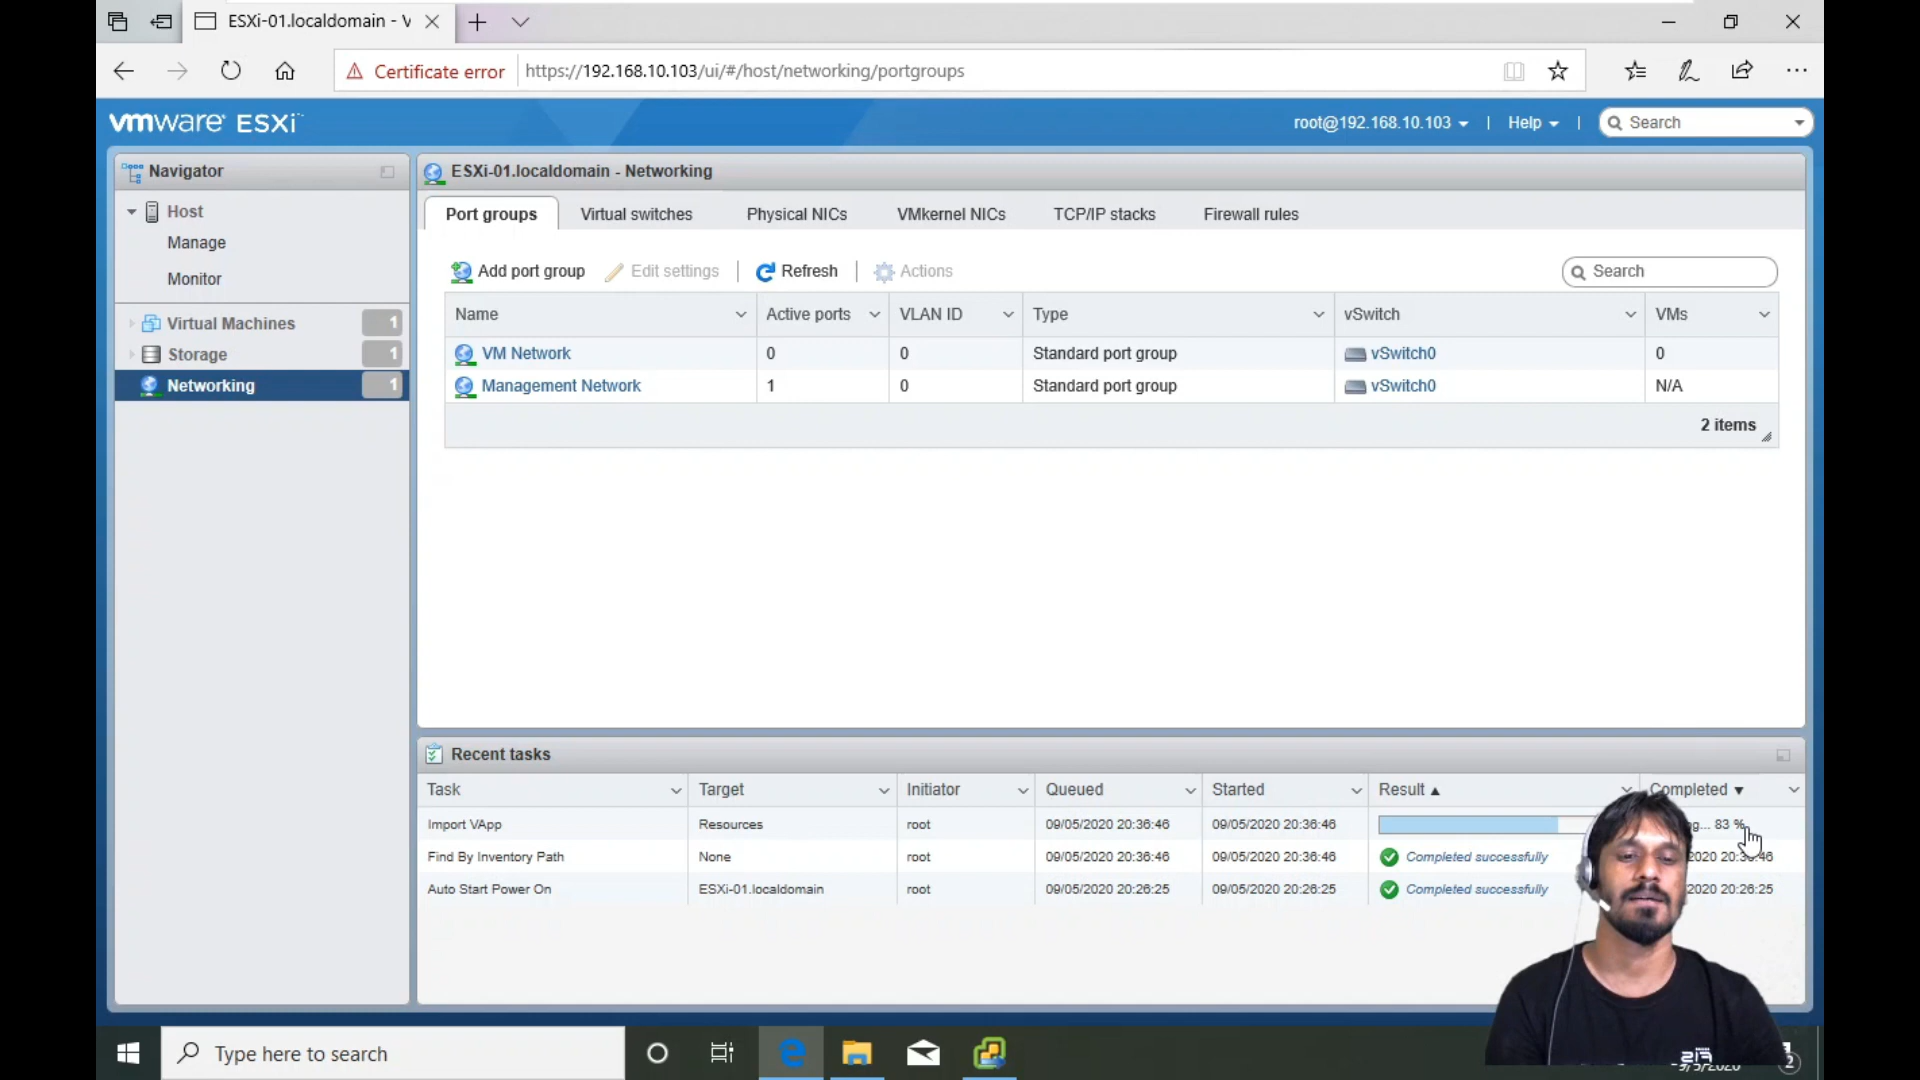 ESXi-01.localdomain - V
Certificate error
https://192.168.10.103/ui/#/host/networking/portgroups
vmware ESXi
root@192.168.10.103
Help
Search
Navigator
Host
Manage
Monitor
Virtual Machines 1
Storage 1
Networking 1
ESXi-01.localdomain - Networking
Port groups Virtual switches Physical NICs VMkernel NICs TCP/IP stacks Firewall rules
Add port group Edit settings Refresh Actions Search
Name Active ports VLAN ID Type vSwitch VMs
VM Network 0 0 Standard port group vSwitch0 0
Management Network 1 0 Standard port group vSwitch0 N/A
2 items
Recent tasks
Task Target Initiator Queued Started Result Completed
Import VApp Resources root 09/05/2020 20:36:46 09/05/2020 20:36:46 83 %
Find By Inventory Path None root 09/05/2020 20:36:46 09/05/2020 20:36:46 Completed successfully
Auto Start Power On ESXi-01.localdomain root 09/05/2020 20:26:25 09/05/2020 20:26:25 Completed successfully 2020 20:26:25
Type here to search
2